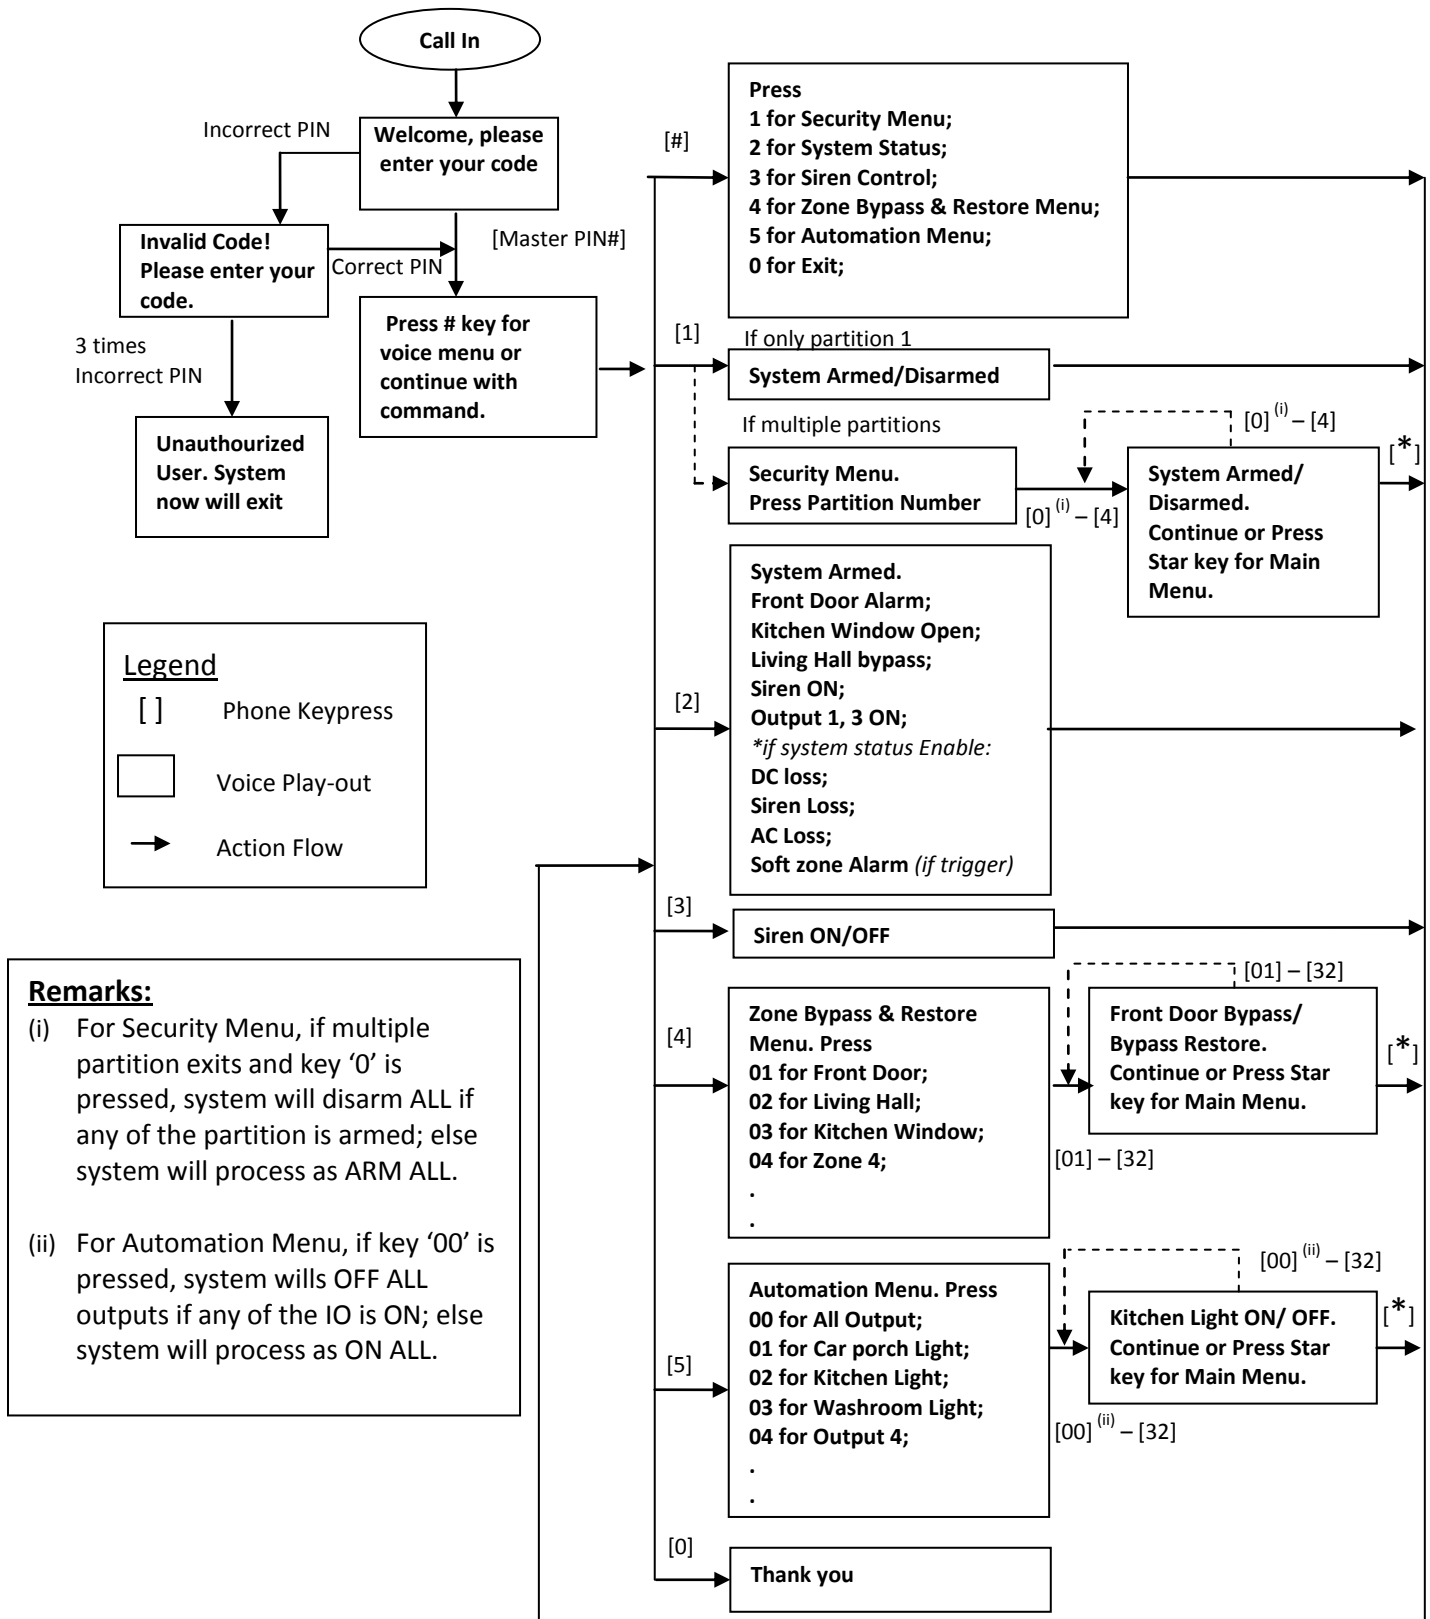 Call In
Incorrect PIN
Welcome, please
enter your code
Invalid Code!
Please enter your
code.
Correct PIN
[Master PIN#]
3 times
Incorrect PIN
Unauthourized
User. System
now will exit
Press # key for
voice menu or
continue with
command.
[#]
Press
1 for Security Menu;
2 for System Status;
3 for Siren Control;
4 for Zone Bypass & Restore Menu;
5 for Automation Menu;
0 for Exit;
[1]
If only partition 1
System Armed/Disarmed
If multiple partitions
Security Menu.
Press Partition Number
[0] (i) – [4]
[0] (i) – [4]
System Armed/
Disarmed.
Continue or Press
Star key for Main
Menu.
[*]
[2]
System Armed.
Front Door Alarm;
Kitchen Window Open;
Living Hall bypass;
Siren ON;
Output 1, 3 ON;
*if system status Enable:
DC loss;
Siren Loss;
AC Loss;
Soft zone Alarm (if trigger)
Legend
[ ] Phone Keypress
Voice Play-out
Action Flow
[3]
Siren ON/OFF
[4]
Zone Bypass & Restore
Menu. Press
01 for Front Door;
02 for Living Hall;
03 for Kitchen Window;
04 for Zone 4;
.
.
[01] – [32]
[01] – [32]
Front Door Bypass/
Bypass Restore.
Continue or Press Star
key for Main Menu.
[*]
[5]
Automation Menu. Press
00 for All Output;
01 for Car porch Light;
02 for Kitchen Light;
03 for Washroom Light;
04 for Output 4;
.
.
[00] (ii) – [32]
[00] (ii) – [32]
Kitchen Light ON/ OFF.
Continue or Press Star
key for Main Menu.
[*]
[0]
Thank you
Remarks:
(i) For Security Menu, if multiple
partition exits and key ‘0’ is
pressed, system will disarm ALL if
any of the partition is armed; else
system will process as ARM ALL.
(ii) For Automation Menu, if key ‘00’ is
pressed, system wills OFF ALL
outputs if any of the IO is ON; else
system will process as ON ALL.